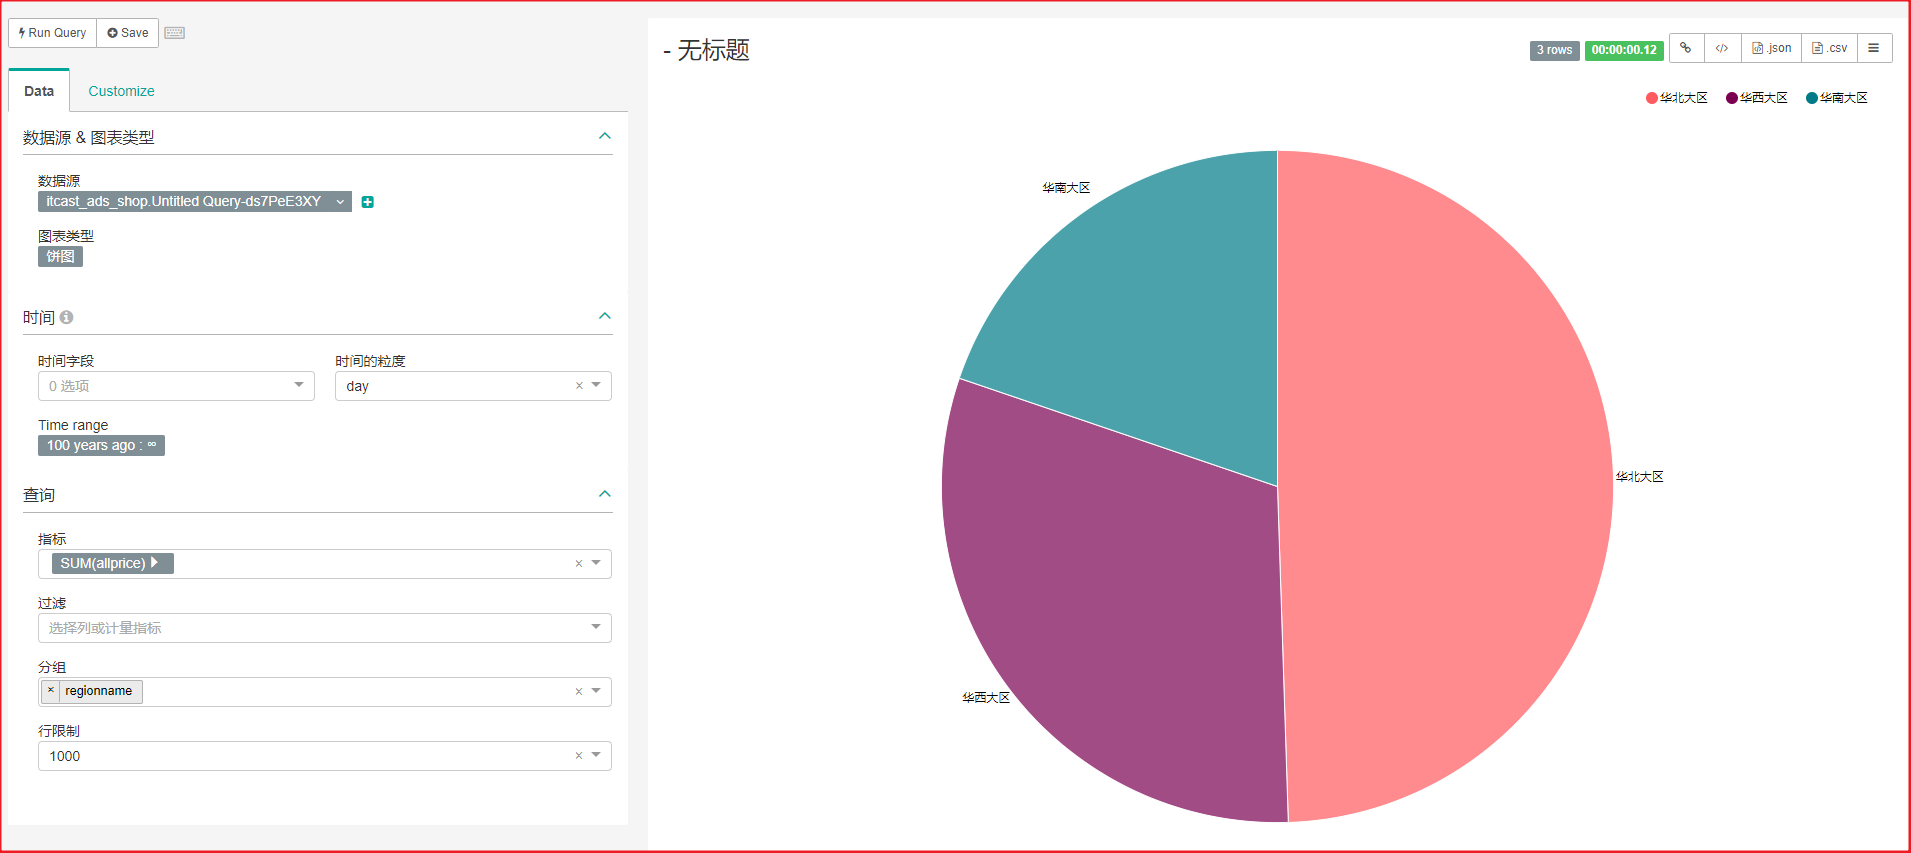 Run Query
Save
Data
Customize
数据源 & 图表类型
数据源
itcast_ads_shop.Untitled Query-ds7PeE3XY
图表类型
饼图
时间
时间字段
时间的粒度
0 选项
day
Time range
100 years ago : ∞
查询
指标
SUM(allprice)
过滤
选择列或计量指标
分组
× regionname
行限制
1000
- 无标题
3 rows
00:00:00.12
.json
.csv
华北大区
华西大区
华南大区
华南大区
华北大区
华西大区